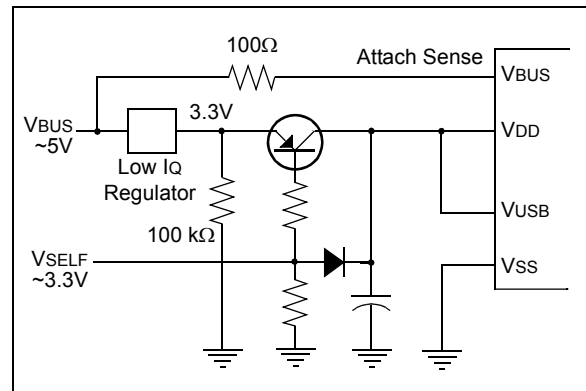 100Ω
Attach Sense
VBUS
VBUS
~5V
3.3V
VDD
Low IQ
Regulator
100 kΩ
VUSB
VSELF
~3.3V
VSS